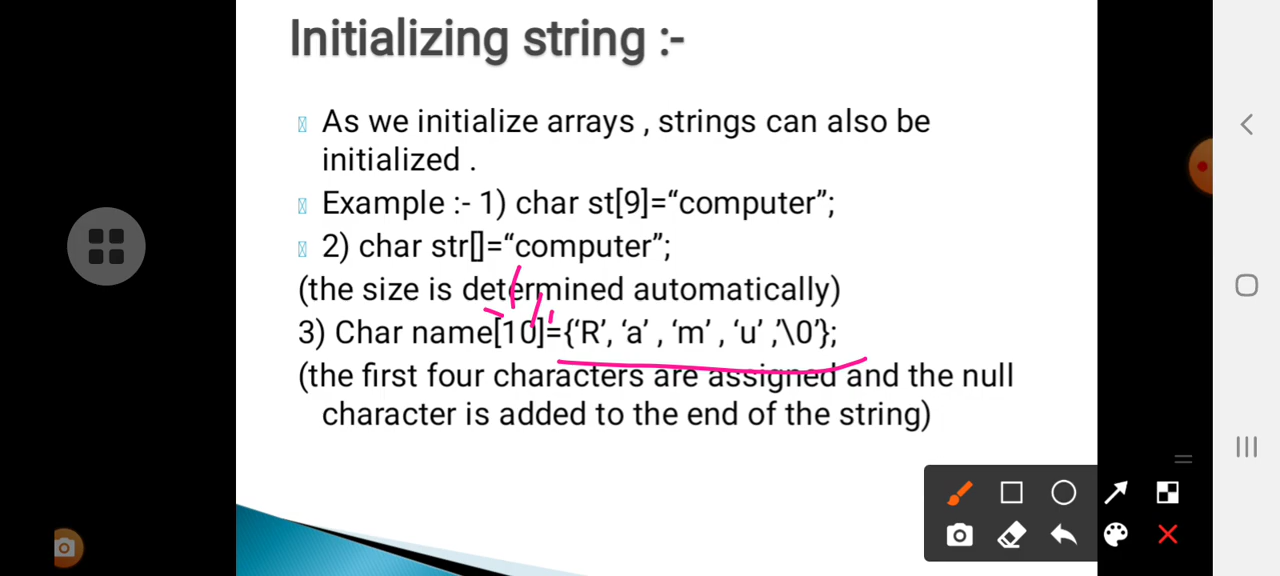 Initializing string :-
As we initialize arrays , strings can also be
initialized .
Example :- 1) char st[9]=“computer”;
2) char str[]=“computer”;
(the size is determined automatically)
3) Char name[10]={‘R’, ‘a’ , ‘m’ , ‘u’ ,’\0’};
(the first four characters are assigned and the null
character is added to the end of the string)